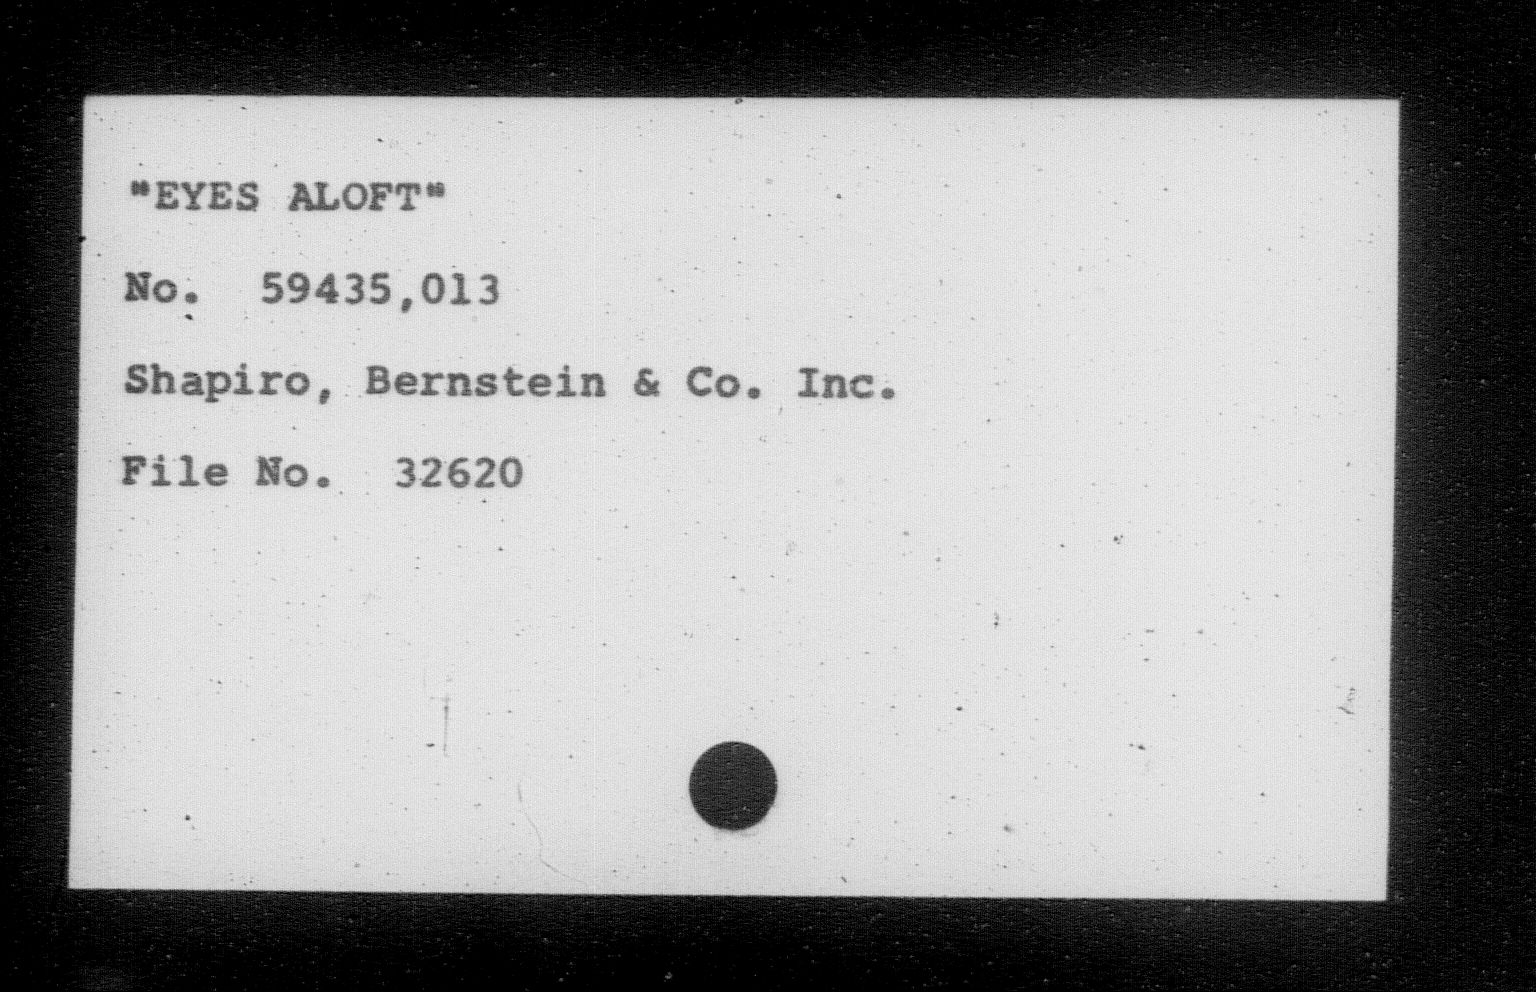 "EYES ALOFT"
No. 59435,013
Shapiro, Bernstein & Co. Inc.
File No. 32620